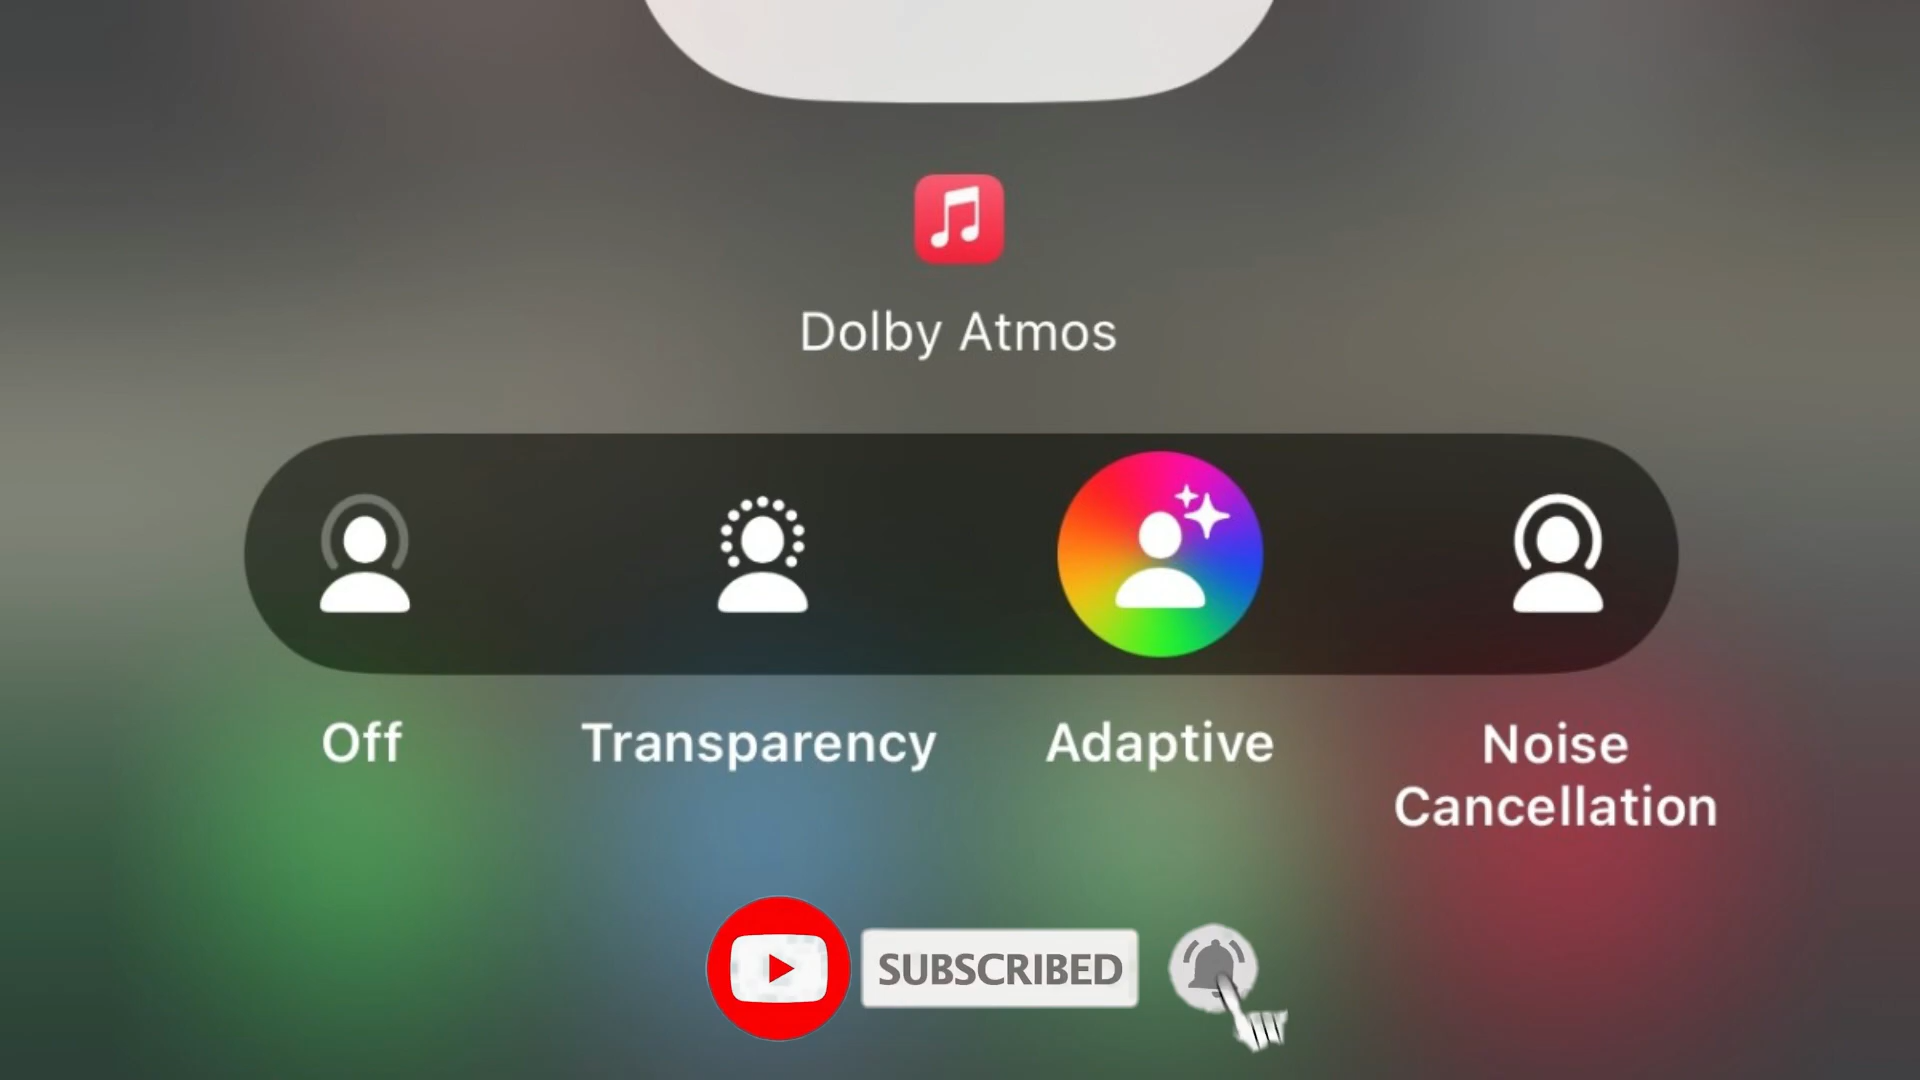 Dolby Atmos
Off
Transparency
Adaptive
Noise
Cancellation
SUBSCRIBED